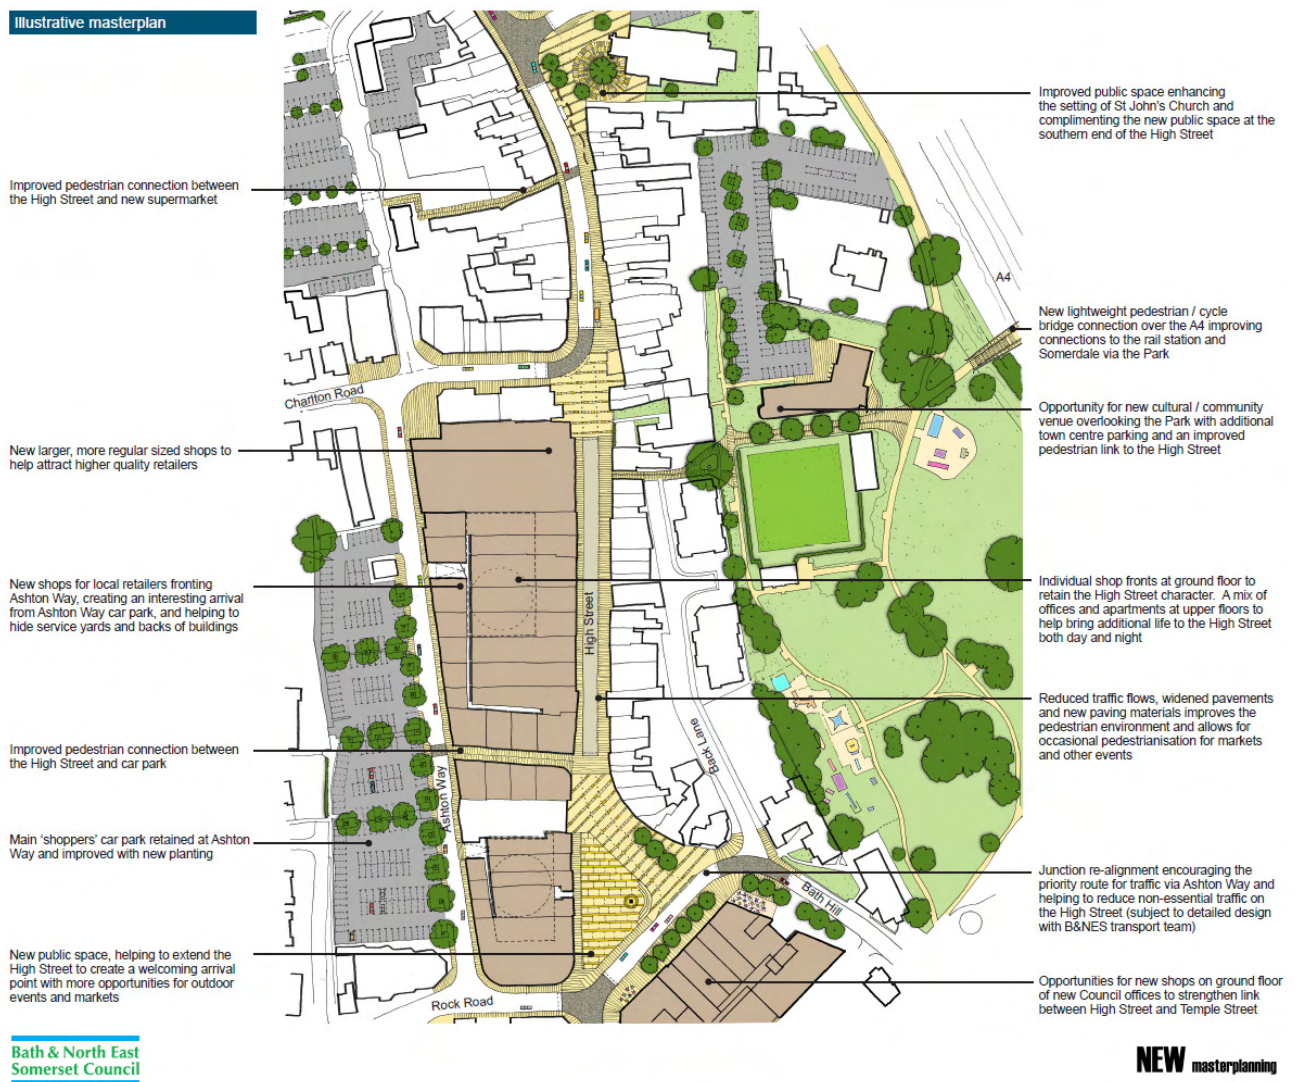 Illustrative masterplan
Improved pedestrian connection between
the High Street and new supermarket
New larger, more regular sized shops to
help attract higher quality retailers
New shops for local retailers fronting
Ashton Way, creating an interesting arrival
from Ashton Way car park, and helping to
hide service yards and backs of buildings
Improved pedestrian connection between
the High Street and car park
Main ‘shoppers’ car park retained at Ashton
Way and improved with new planting
New public space, helping to extend the
High Street to create a welcoming arrival
point with more opportunities for outdoor
events and markets
Charlton Road
High Street
Back Lane
Ashton Way
Bath Hill
Rock Road
A4
Improved public space enhancing
the setting of St John's Church and
complimenting the new public space at the
southern end of the High Street
New lightweight pedestrian / cycle
bridge connection over the A4 improving
connections to the rail station and
Somerdale via the Park
Opportunity for new cultural / community
venue overlooking the Park with additional
town centre parking and an improved
pedestrian link to the High Street
Individual shop fronts at ground floor to
retain the High Street character. A mix of
offices and apartments at upper floors to
help bring additional life to the High Street
both day and night
Reduced traffic flows, widened pavements
and new paving materials improves the
pedestrian environment and allows for
occasional pedestrianisation for markets
and other events
Junction re-alignment encouraging the
priority route for traffic via Ashton Way and
helping to reduce non-essential traffic on
the High Street (subject to detailed design
with B&NES transport team)
Opportunities for new shops on ground floor
of new Council offices to strengthen link
between High Street and Temple Street
Bath & North East
Somerset Council
NEW masterplanning